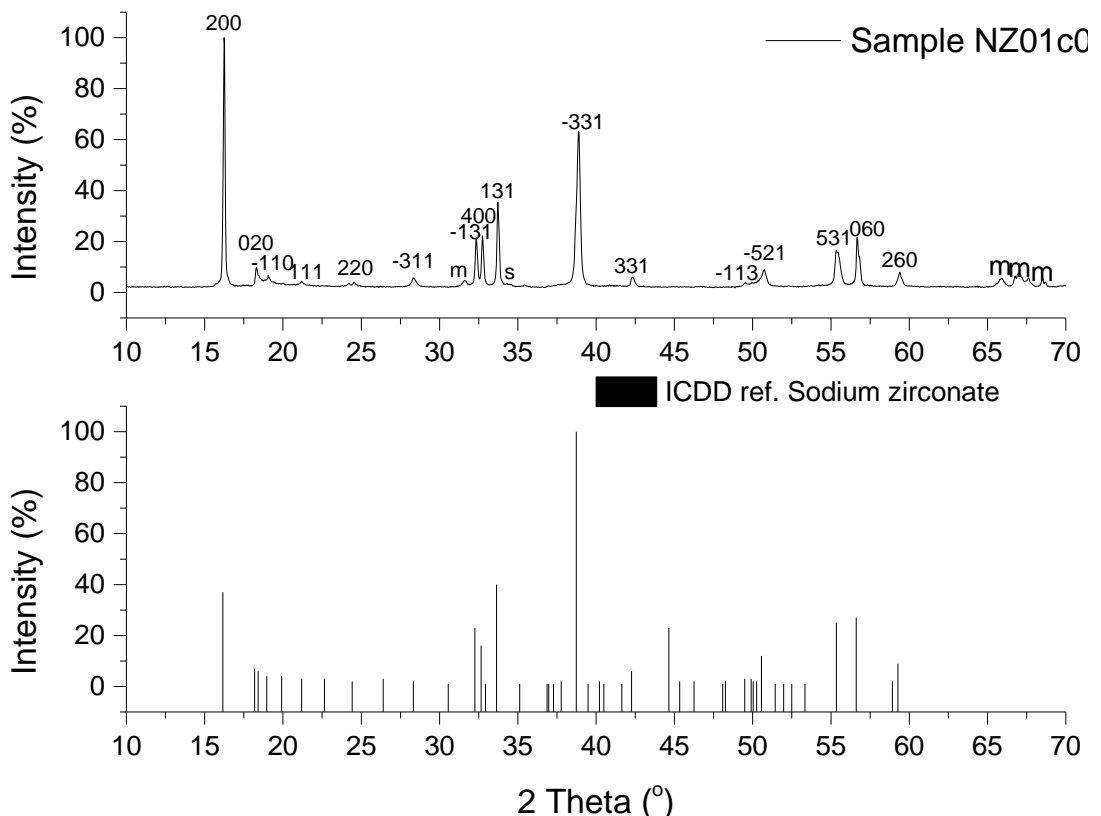 200
Sample NZ01c0
100
80
60
40
20
0
Intensity (%)
020
-110
111
220
-311
m
-131
400
131
s
-331
331
-113
-521
531
060
260
m
m
m
10 15 20 25 30 35 40 45 50 55 60 65 70
ICDD ref. Sodium zirconate
100
80
60
40
20
0
Intensity (%)
10 15 20 25 30 35 40 45 50 55 60 65 70
2 Theta (°)